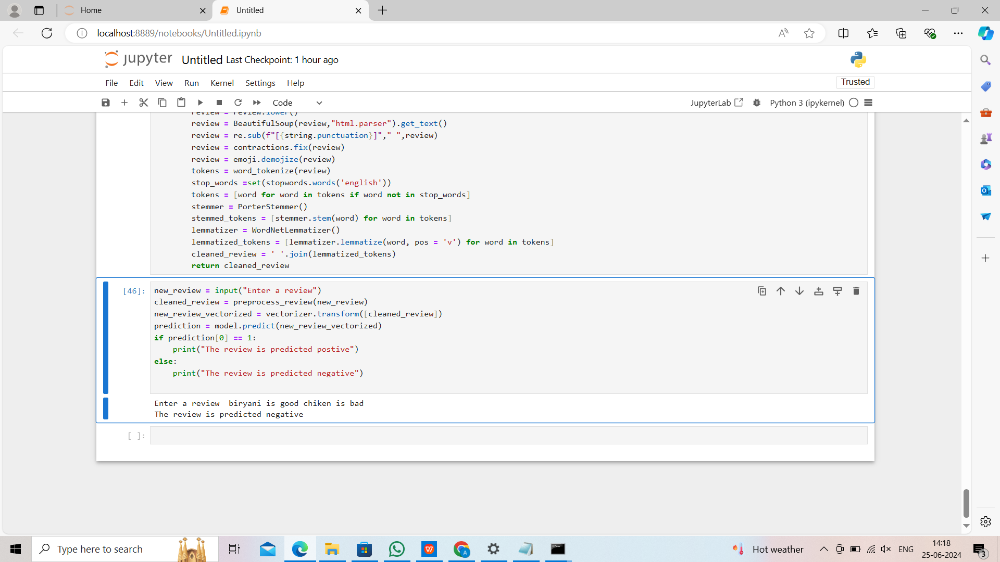 Home
Untitled
localhost:8889/notebooks/Untitled.ipynb
jupyter Untitled Last Checkpoint: 1 hour ago
File Edit View Run Kernel Settings Help
Trusted
Code
JupyterLab
Python 3 (ipykernel)
review = review.lower()
review = BeautifulSoup(review,"html.parser").get_text()
review = re.sub(f"[{string.punctuation}]"," ",review)
review = contractions.fix(review)
review = emoji.demojize(review)
tokens = word_tokenize(review)
stop_words =set(stopwords.words('english'))
tokens = [word for word in tokens if word not in stop_words]
stemmer = PorterStemmer()
stemmed_tokens = [stemmer.stem(word) for word in tokens]
lemmatizer = WordNetLemmatizer()
lemmatized_tokens = [lemmatizer.lemmatize(word, pos = 'v') for word in tokens]
cleaned_review = ' '.join(lemmatized_tokens)
return cleaned_review
[46]: new_review = input("Enter a review")
cleaned_review = preprocess_review(new_review)
new_review_vectorized = vectorizer.transform([cleaned_review])
prediction = model.predict(new_review_vectorized)
if prediction[0] == 1:
    print("The review is predicted postive")
else:
    print("The review is predicted negative")
Enter a review  biryani is good chiken is bad
The review is predicted negative
[ ]:
Type here to search
Hot weather
ENG
14:18
25-06-2024
3